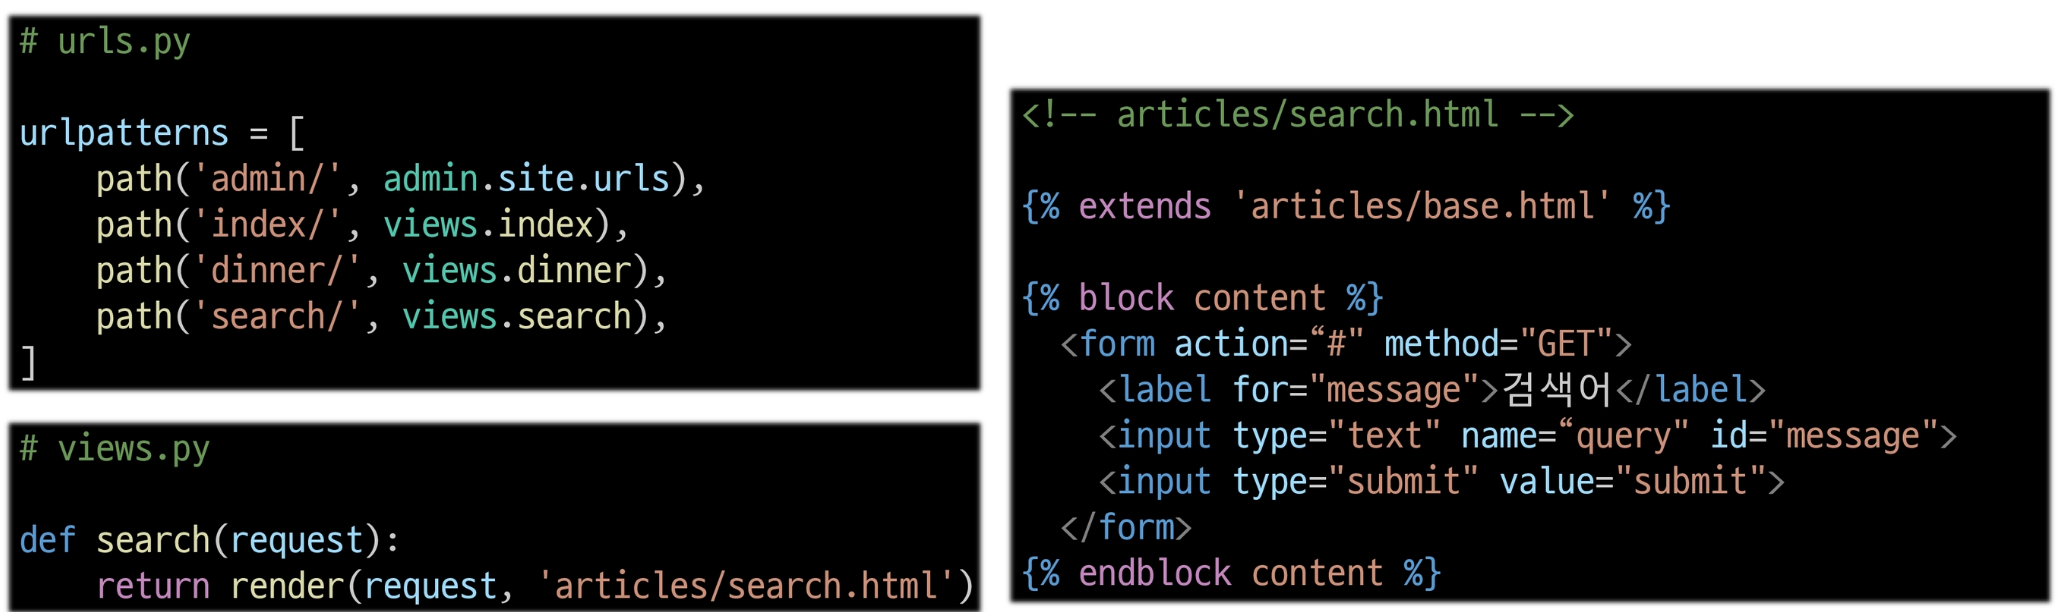 # urls.py
urlpatterns = [
    path('admin/', admin.site.urls),
    path('index/', views.index),
    path('dinner/', views.dinner),
    path('search/', views.search),
]
# views.py
def search(request):
    return render(request, 'articles/search.html')
<!-- articles/search.html -->
{% extends 'articles/base.html' %}
{% block content %}
  <form action=“#" method="GET">
    <label for="message">검색어</label>
    <input type="text" name=“query" id="message">
    <input type="submit" value="submit">
  </form>
{% endblock content %}